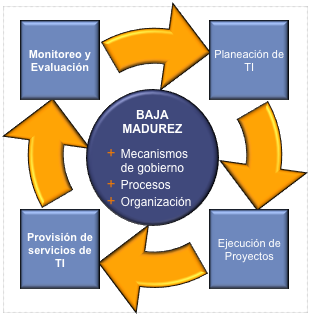 Monitoreo y
Evaluación
Planeación de
TI
BAJA
MADUREZ
+ Mecanismos
de gobierno
+ Procesos
+ Organización
Provisión de
servicios de
TI
Ejecución de
Proyectos